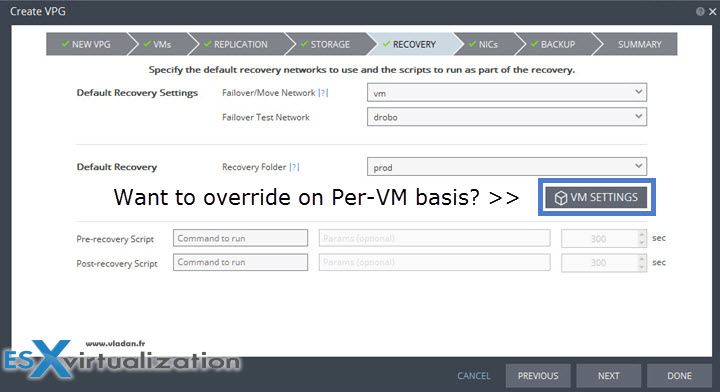 Create VPG
NEW VPG VMs REPLICATION STORAGE RECOVERY NICs BACKUP SUMMARY
Specify the default recovery networks to use and the scripts to run as part of the recovery.
Default Recovery Settings Failover/Move Network [?] vm
Failover Test Network drobo
Default Recovery Recovery Folder [?] prod
Want to override on Per-VM basis? >> VM SETTINGS
Pre-recovery Script Command to run Params (optional) 300 sec
Post-recovery Script Command to run Params (optional) 300 sec
www.vladan.fr
ESXvirtualization
CANCEL PREVIOUS NEXT DONE